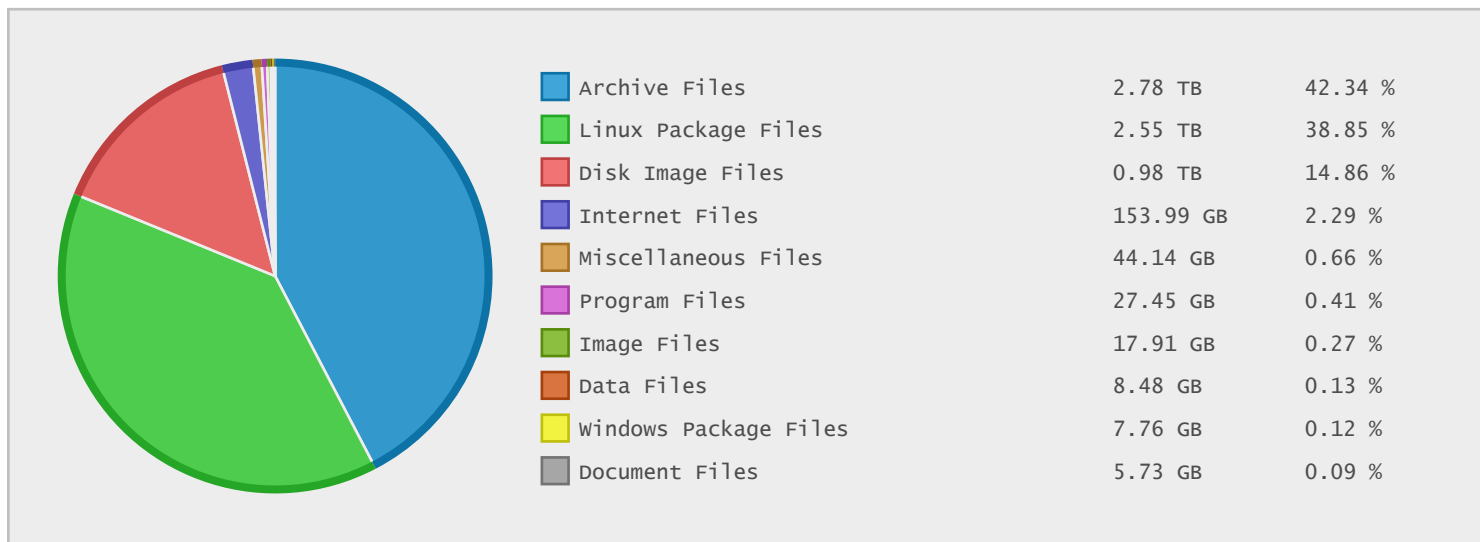 Archive Files 2.78 TB 42.34 %
Linux Package Files 2.55 TB 38.85 %
Disk Image Files 0.98 TB 14.86 %
Internet Files 153.99 GB 2.29 %
Miscellaneous Files 44.14 GB 0.66 %
Program Files 27.45 GB 0.41 %
Image Files 17.91 GB 0.27 %
Data Files 8.48 GB 0.13 %
Windows Package Files 7.76 GB 0.12 %
Document Files 5.73 GB 0.09 %